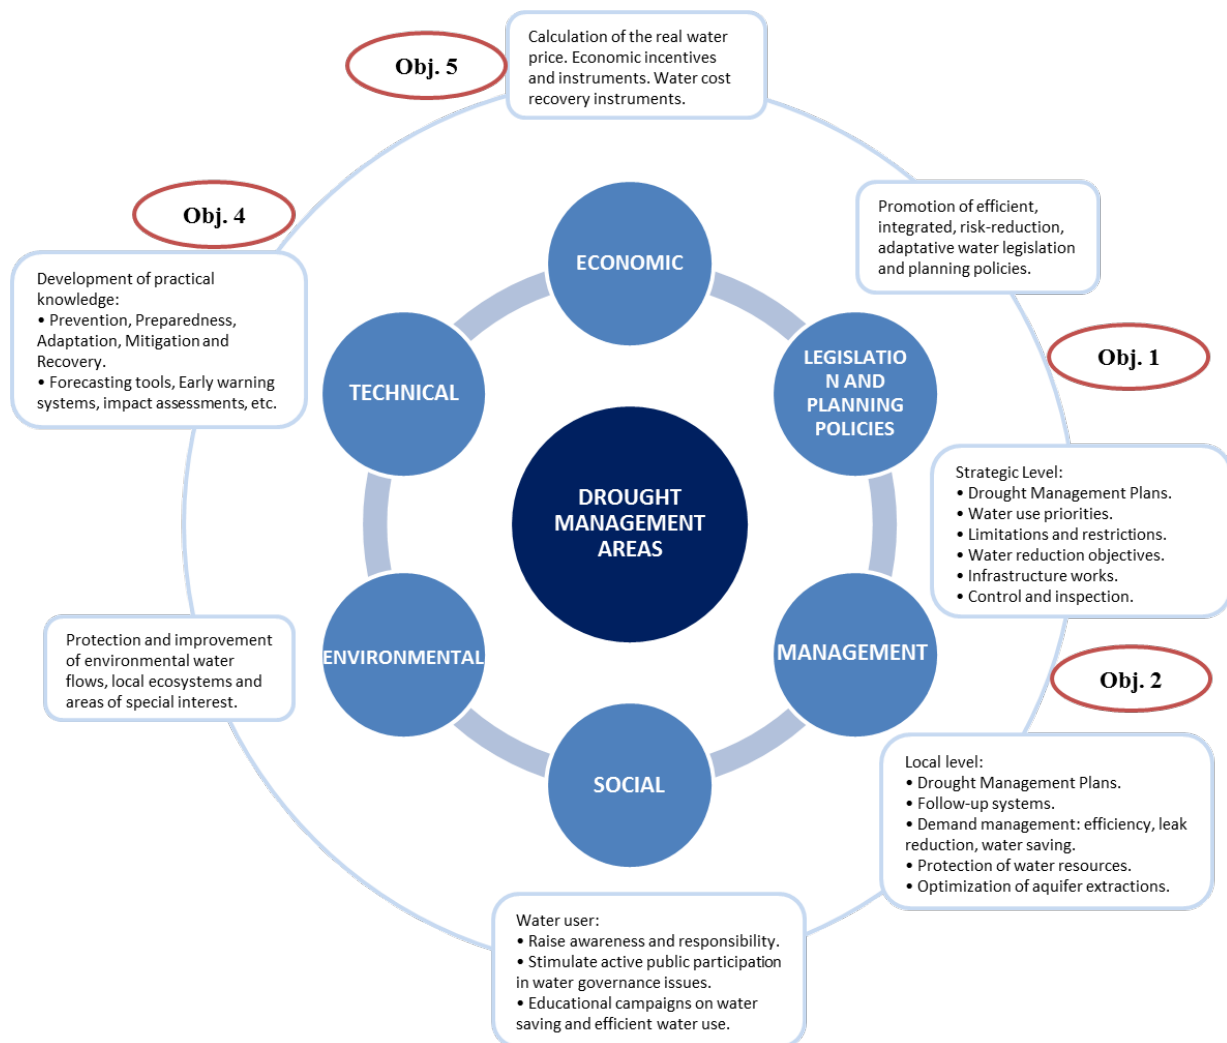 Obj. 5
Calculation of the real water
price. Economic incentives
and instruments. Water cost
recovery instruments.
Obj. 4
Promotion of efficient,
integrated, risk-reduction,
adaptative water legislation
and planning policies.
Development of practical
knowledge:
• Prevention, Preparedness,
Adaptation, Mitigation and
Recovery.
• Forecasting tools, Early warning
systems, impact assessments, etc.
ECONOMIC
TECHNICAL
LEGISLATIO
N AND
PLANNING
POLICIES
Obj. 1
DROUGHT
MANAGEMENT
AREAS
Strategic Level:
• Drought Management Plans.
• Water use priorities.
• Limitations and restrictions.
• Water reduction objectives.
• Infrastructure works.
• Control and inspection.
Protection and improvement
of environmental water
flows, local ecosystems and
areas of special interest.
ENVIRONMENTAL
MANAGEMENT
Obj. 2
SOCIAL
Local level:
• Drought Management Plans.
• Follow-up systems.
• Demand management: efficiency, leak
reduction, water saving.
• Protection of water resources.
• Optimization of aquifer extractions.
Water user:
• Raise awareness and responsibility.
• Stimulate active public participation
in water governance issues.
• Educational campaigns on water
saving and efficient water use.